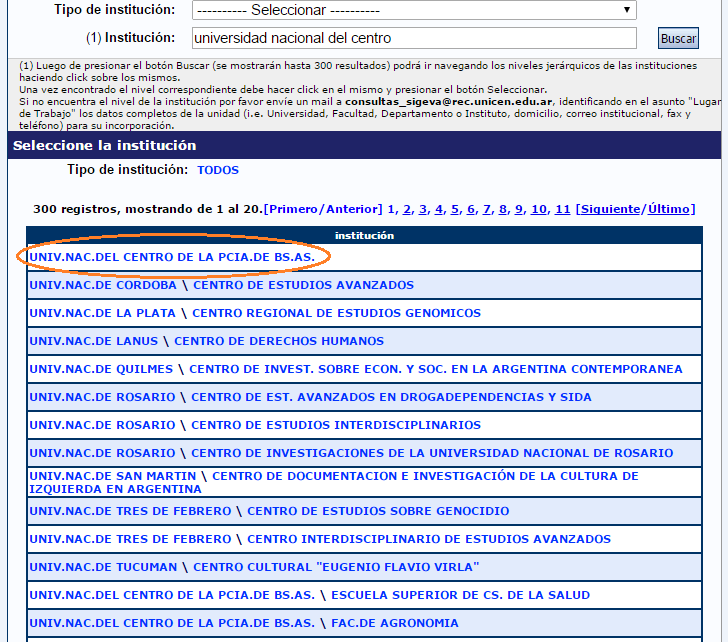 Tipo de institución: ---------- Seleccionar ----------
(1) Institución: universidad nacional del centro Buscar
(1) Luego de presionar el botón Buscar (se mostrarán hasta 300 resultados) podrá ir navegando los niveles jerárquicos de las instituciones
haciendo click sobre los mismos.
Una vez encontrado el nivel correspondiente debe hacer click en el mismo y presionar el botón Seleccionar.
Si no encuentra el nivel de la institución por favor envíe un mail a consultas_sigeva@rec.unicen.edu.ar, identificando en el asunto "Lugar
de Trabajo" los datos completos de la unidad (i.e. Universidad, Facultad, Departamento o Instituto, domicilio, correo institucional, fax y
teléfono) para su incorporación.
Seleccione la institución
Tipo de institución: TODOS
300 registros, mostrando de 1 al 20.[Primero/Anterior] 1, 2, 3, 4, 5, 6, 7, 8, 9, 10, 11 [Siguiente/Último]
institución
UNIV.NAC.DEL CENTRO DE LA PCIA.DE BS.AS.
UNIV.NAC.DE CORDOBA \ CENTRO DE ESTUDIOS AVANZADOS
UNIV.NAC.DE LA PLATA \ CENTRO REGIONAL DE ESTUDIOS GENOMICOS
UNIV.NAC.DE LANUS \ CENTRO DE DERECHOS HUMANOS
UNIV.NAC.DE QUILMES \ CENTRO DE INVEST. SOBRE ECON. Y SOC. EN LA ARGENTINA CONTEMPORANEA
UNIV.NAC.DE ROSARIO \ CENTRO DE EST. AVANZADOS EN DROGADEPENDENCIAS Y SIDA
UNIV.NAC.DE ROSARIO \ CENTRO DE ESTUDIOS INTERDISCIPLINARIOS
UNIV.NAC.DE ROSARIO \ CENTRO DE INVESTIGACIONES DE LA UNIVERSIDAD NACIONAL DE ROSARIO
UNIV.NAC.DE SAN MARTIN \ CENTRO DE DOCUMENTACION E INVESTIGACIÓN DE LA CULTURA DE
IZQUIERDA EN ARGENTINA
UNIV.NAC.DE TRES DE FEBRERO \ CENTRO DE ESTUDIOS SOBRE GENOCIDIO
UNIV.NAC.DE TRES DE FEBRERO \ CENTRO INTERDISCIPLINARIO DE ESTUDIOS AVANZADOS
UNIV.NAC.DE TUCUMAN \ CENTRO CULTURAL "EUGENIO FLAVIO VIRLA"
UNIV.NAC.DEL CENTRO DE LA PCIA.DE BS.AS. \ ESCUELA SUPERIOR DE CS. DE LA SALUD
UNIV.NAC.DEL CENTRO DE LA PCIA.DE BS.AS. \ FAC.DE AGRONOMIA